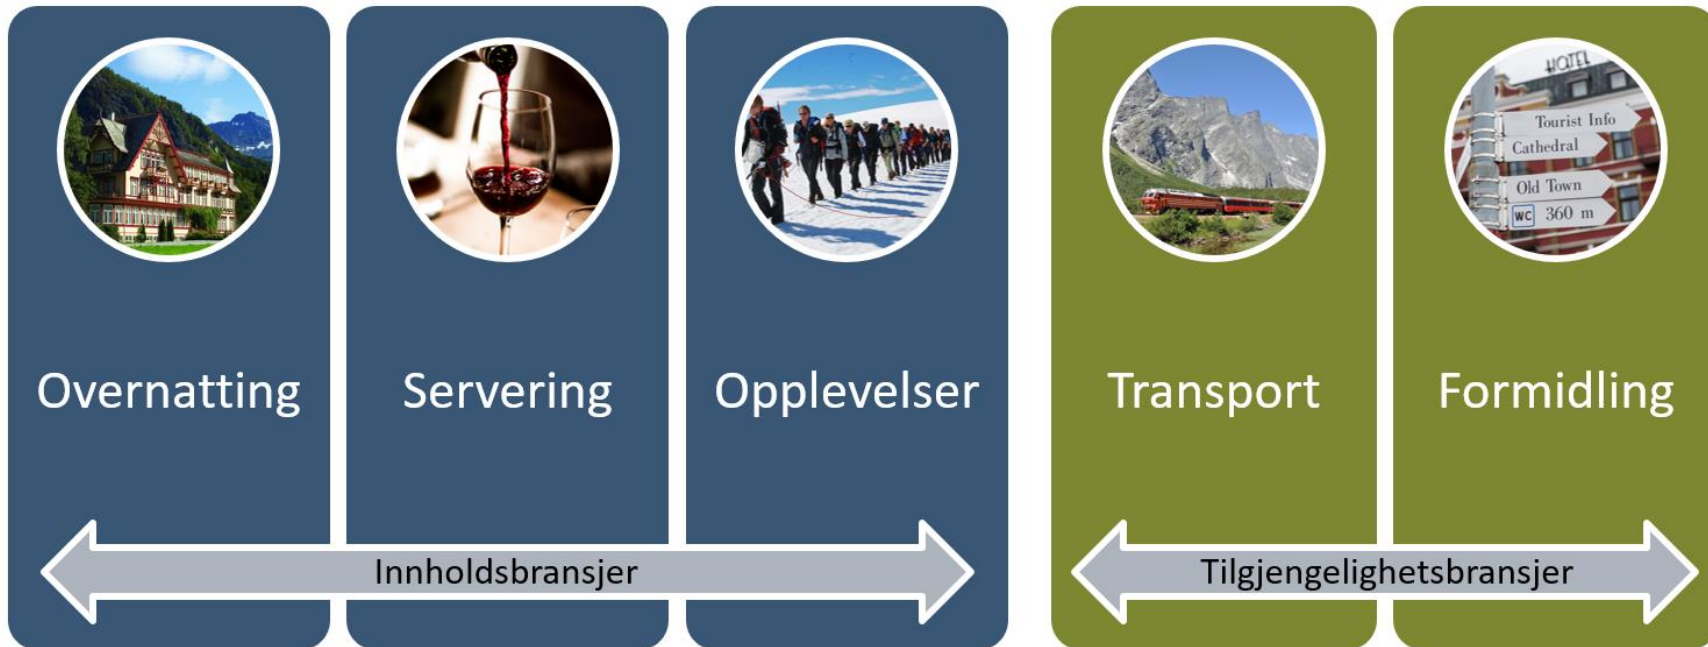 HOTEL
Tourist Info
Cathedral
Old Town
WC 360 m
Overnatting
Servering
Opplevelser
Transport
Formidling
Innholdsbransjer
Tilgjengelighetsbransjer